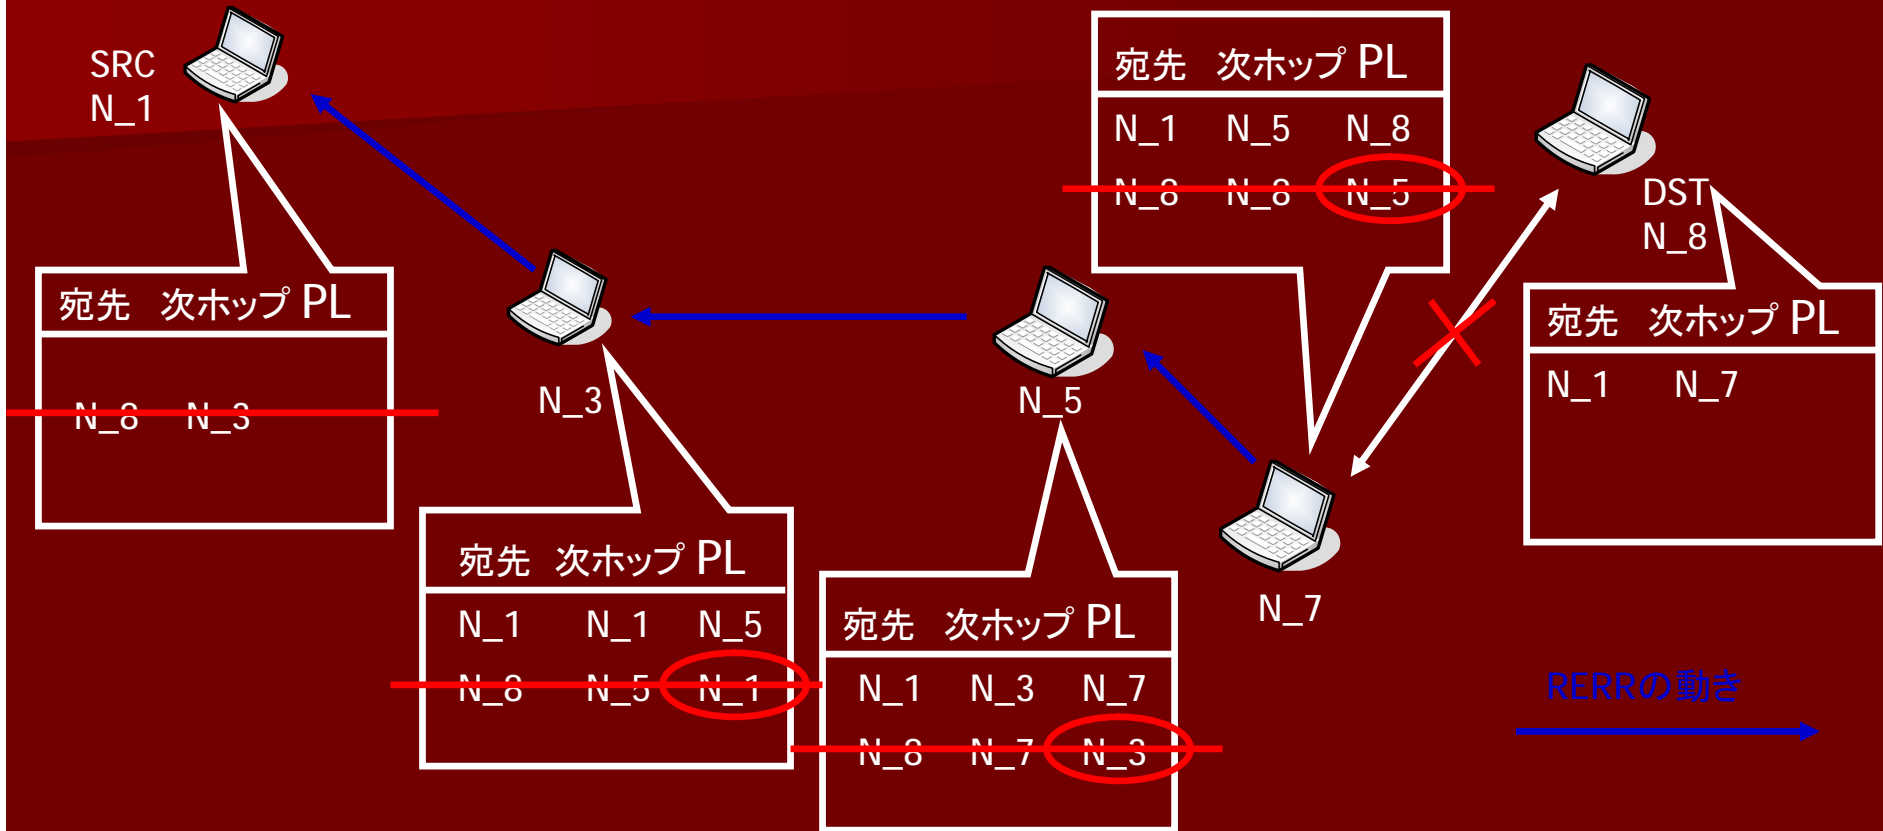 SRC
N_1
宛先 次ホップ PL
N_8 N_3
N_3
宛先 次ホップ PL
N_1 N_1 N_5
N_8 N_5 N_1
N_5
宛先 次ホップ PL
N_1 N_3 N_7
N_8 N_7 N_3
宛先 次ホップ PL
N_1 N_5 N_8
N_8 N_8 N_5
N_7
DST
N_8
宛先 次ホップ PL
N_1 N_7
RERRの動き